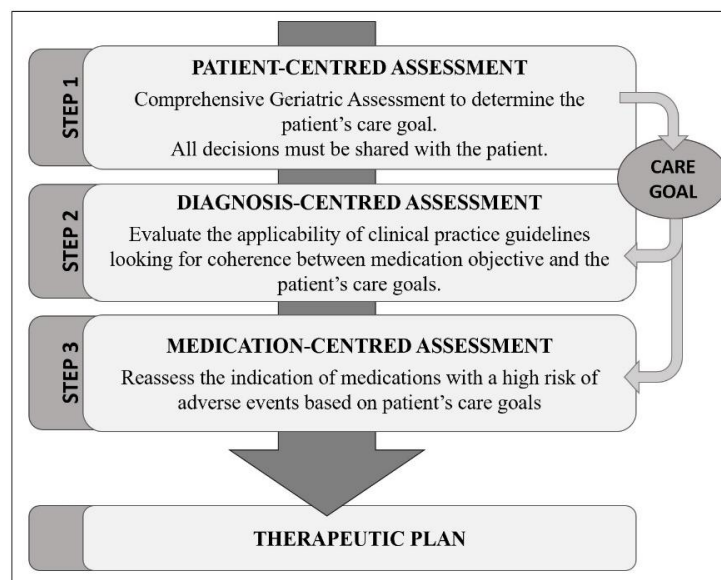 STEP 1
PATIENT-CENTRED ASSESSMENT
Comprehensive Geriatric Assessment to determine the
patient’s care goal.
All decisions must be shared with the patient.
CARE
GOAL
STEP 2
DIAGNOSIS-CENTRED ASSESSMENT
Evaluate the applicability of clinical practice guidelines
looking for coherence between medication objective and the
patient’s care goals.
STEP 3
MEDICATION-CENTRED ASSESSMENT
Reassess the indication of medications with a high risk of
adverse events based on patient’s care goals
THERAPEUTIC PLAN